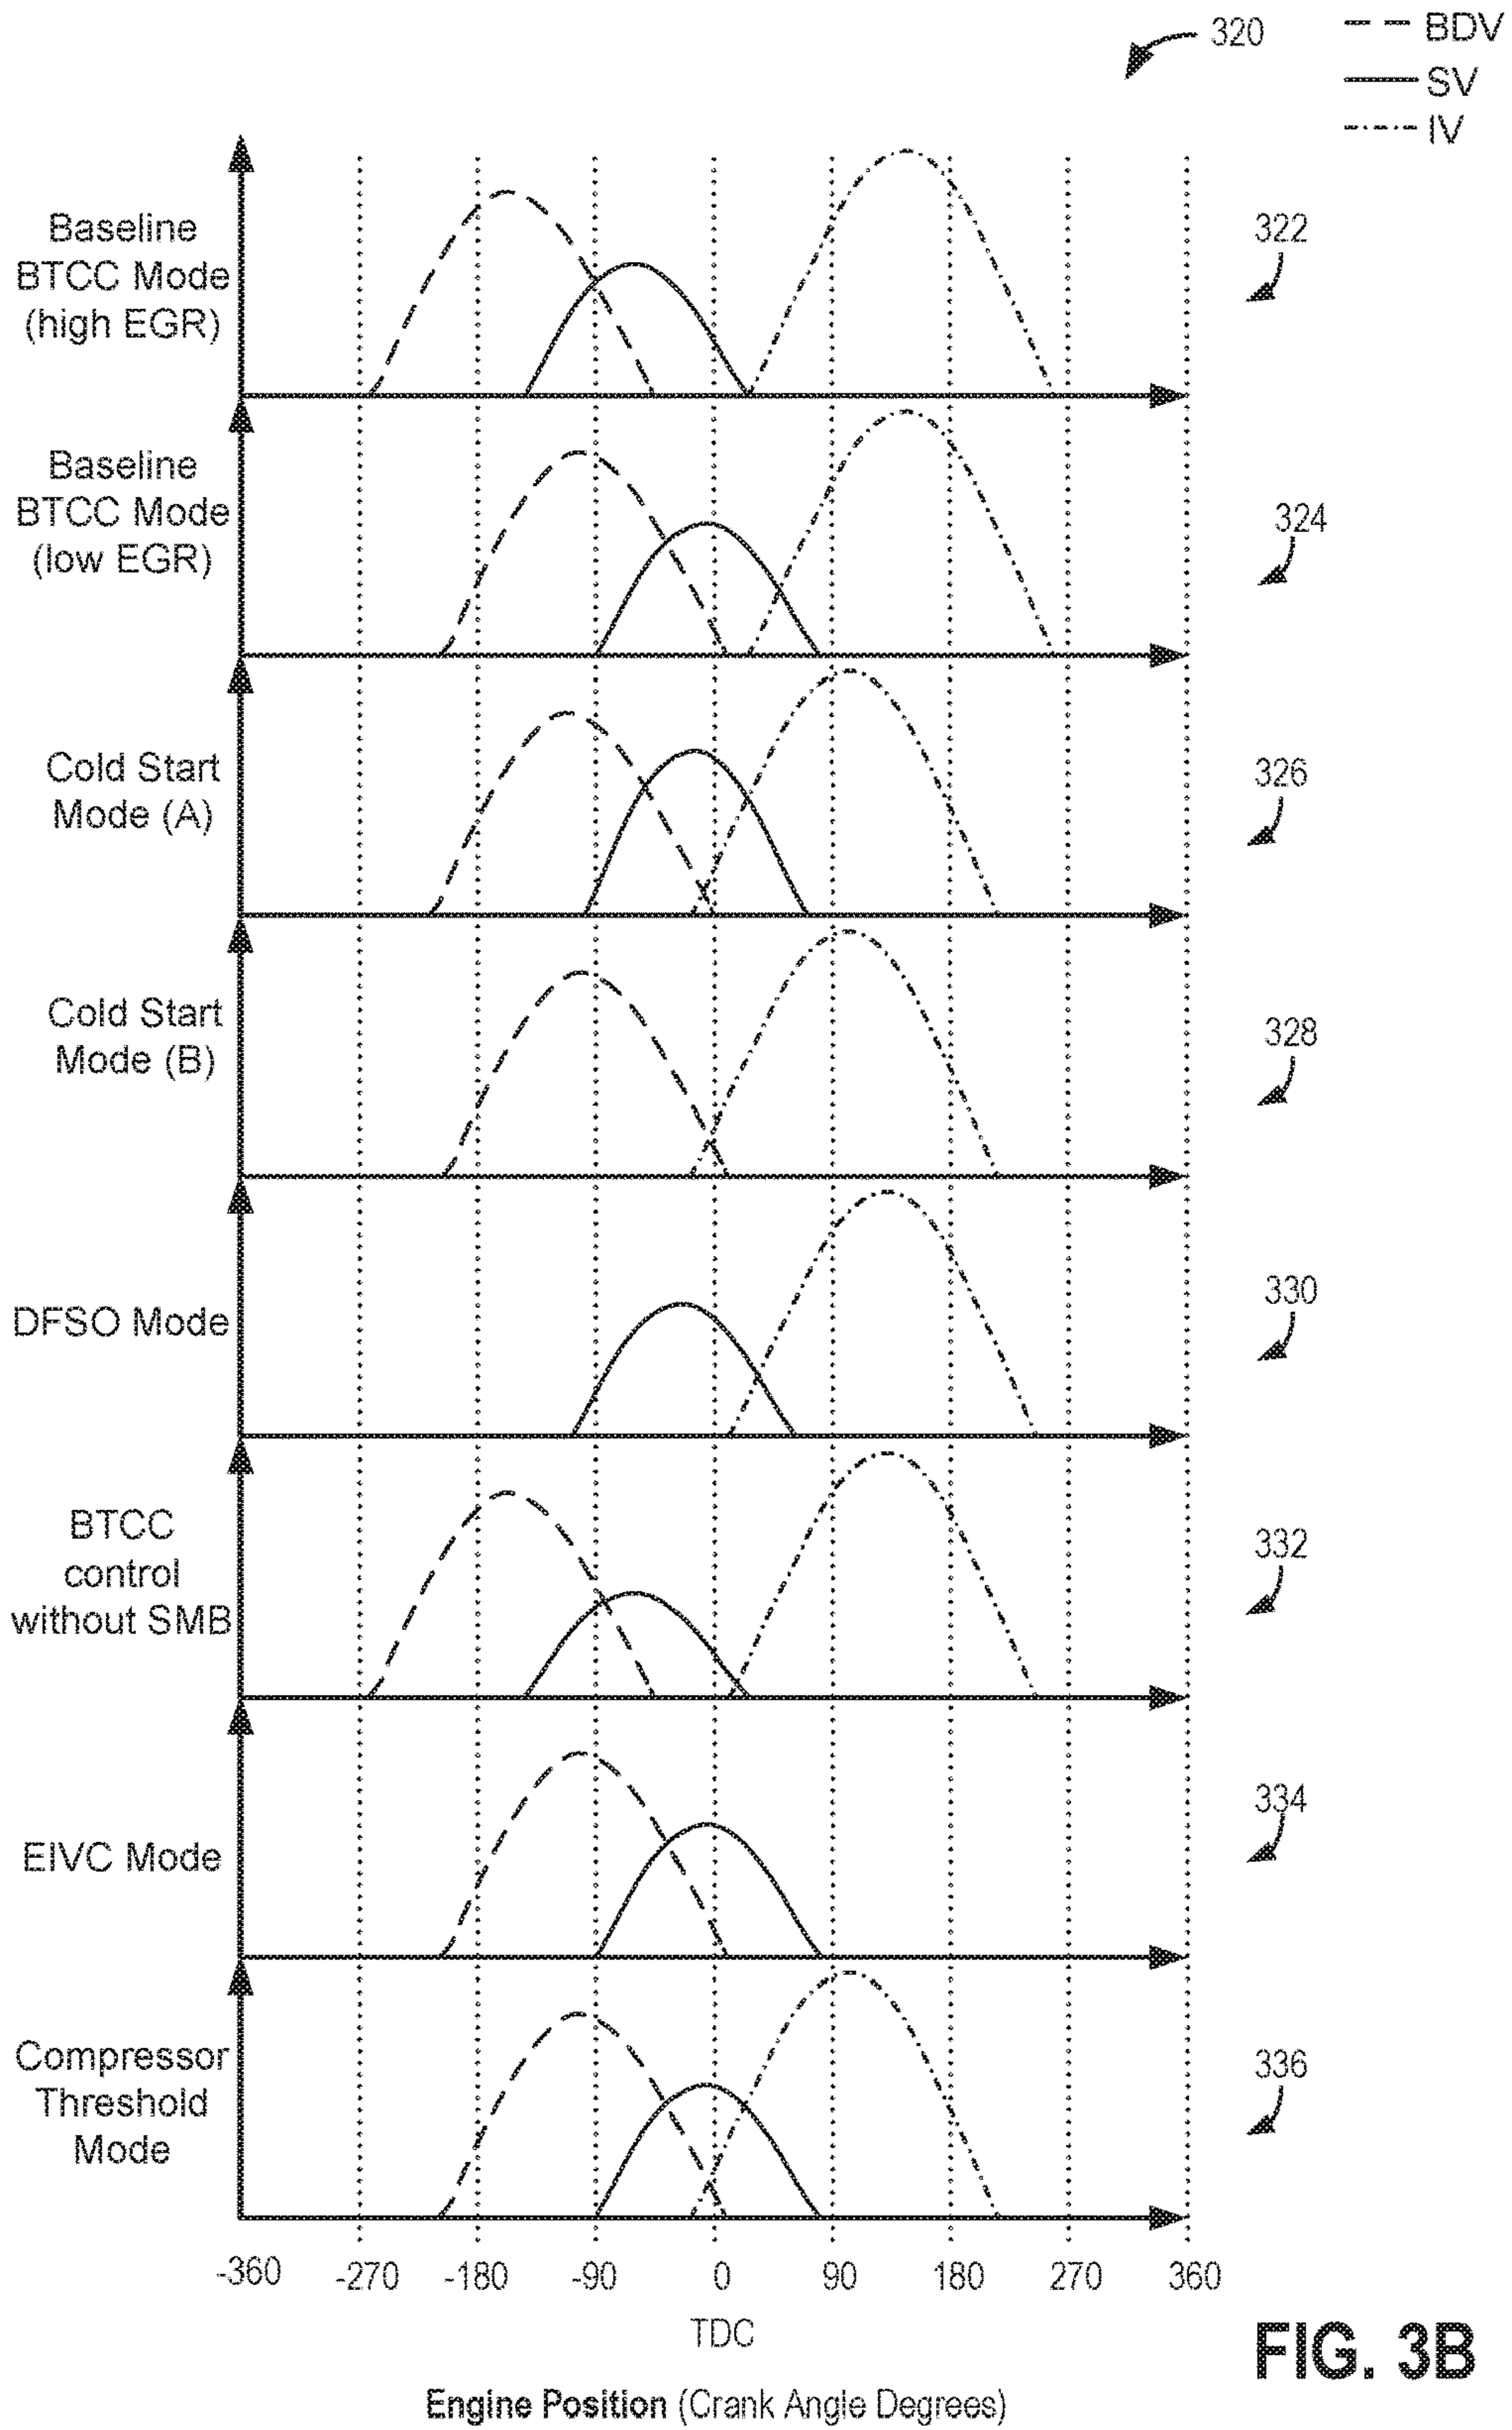 320
BDV
SV
IV
Baseline
BTCC Mode
(high EGR)
322
Baseline
BTCC Mode
(low EGR)
324
Cold Start
Mode (A)
326
Cold Start
Mode (B)
328
DFSO Mode
330
BTCC
control
without SMB
332
EIVC Mode
334
Compressor
Threshold
Mode
336
-360 -270 -180 -90 0 90 180 270 360
TDC
Engine Position (Crank Angle Degrees)
FIG. 3B